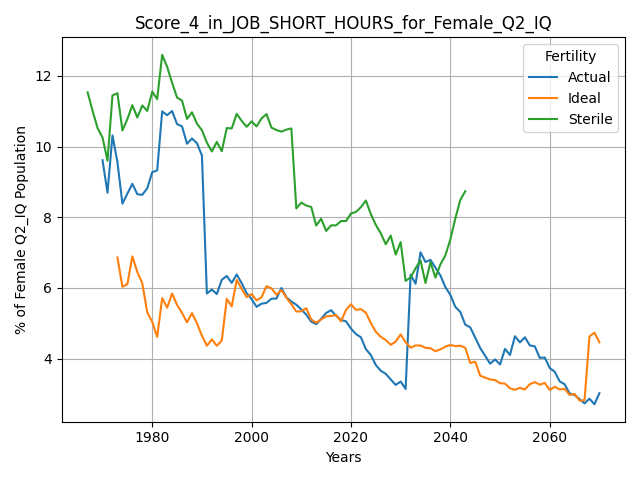 Score_4_in_JOB_SHORT_HOURS_for_Female_Q2_IQ
Fertility
Actual
Ideal
Sterile
% of Female Q2_IQ Population
12
10
8
6
4
1980 2000 2020 2040 2060
Years